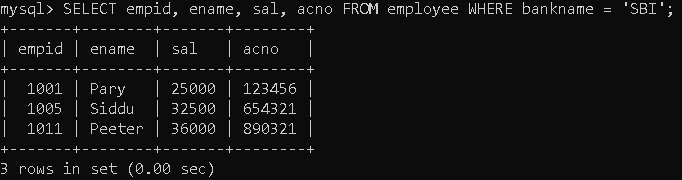 mysql> SELECT empid, ename, sal, acno FROM employee WHERE bankname = 'SBI';
+-------+--------+-------+--------+
| empid | ename  | sal   | acno   |
+-------+--------+-------+--------+
|  1001 | Pary   | 25000 | 123456 |
|  1005 | Siddu  | 32500 | 654321 |
|  1011 | Peeter | 36000 | 890321 |
+-------+--------+-------+--------+
3 rows in set (0.00 sec)